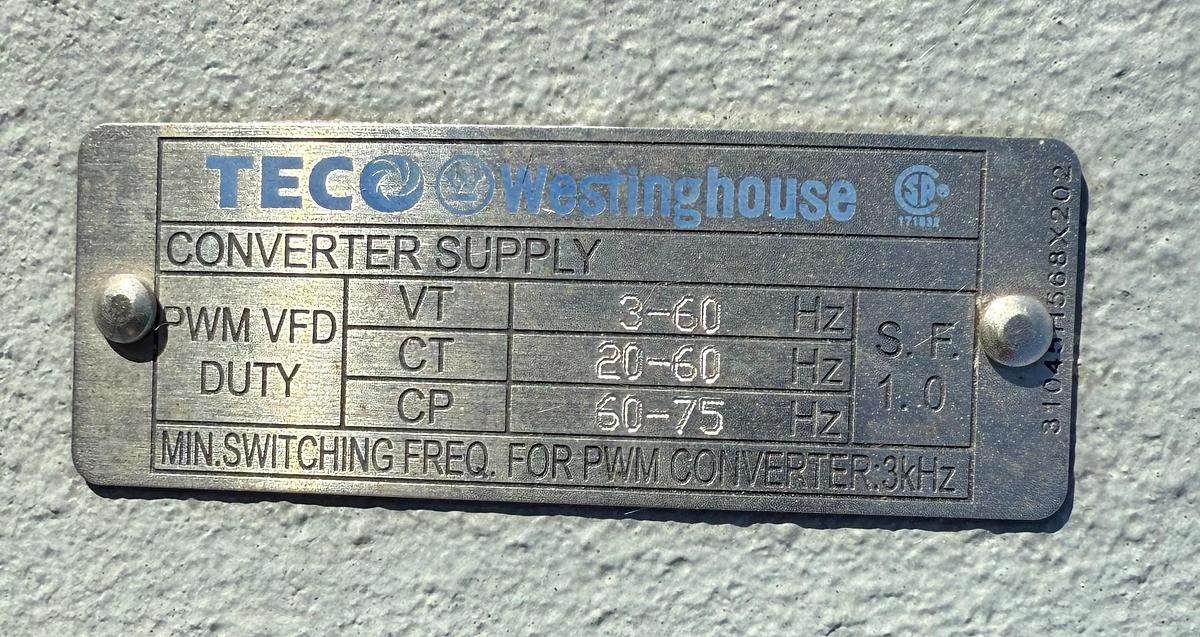 TECO Westinghouse
SP®
CONVERTER SUPPLY
PWM VFD DUTY
VT 3-60 Hz
CT 20-60 Hz
CP 60-75 Hz
S. F. 1.0
MIN.SWITCHING FREQ. FOR PWM CONVERTER:3kHz